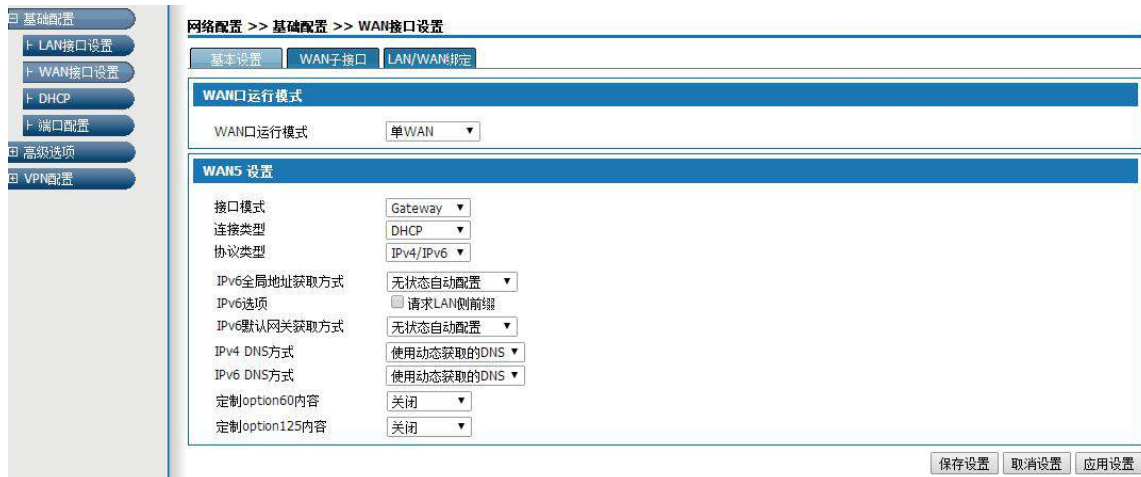 基础配置
LAN接口设置
WAN接口设置
DHCP
端口配置
高级选项
VPN配置
网络配置 >> 基础配置 >> WAN接口设置
基本设置 WAN子接口 LAN/WAN绑定
WAN口运行模式
WAN口运行模式 单WAN
WAN5 设置
接口模式 Gateway
连接类型 DHCP
协议类型 IPv4/IPv6
IPv6全局地址获取方式 无状态自动配置
IPv6选项 请求LAN侧前缀
IPv6默认网关获取方式 无状态自动配置
IPv4 DNS方式 使用动态获取的DNS
IPv6 DNS方式 使用动态获取的DNS
定制option60内容 关闭
定制option125内容 关闭
保存设置 取消设置 应用设置